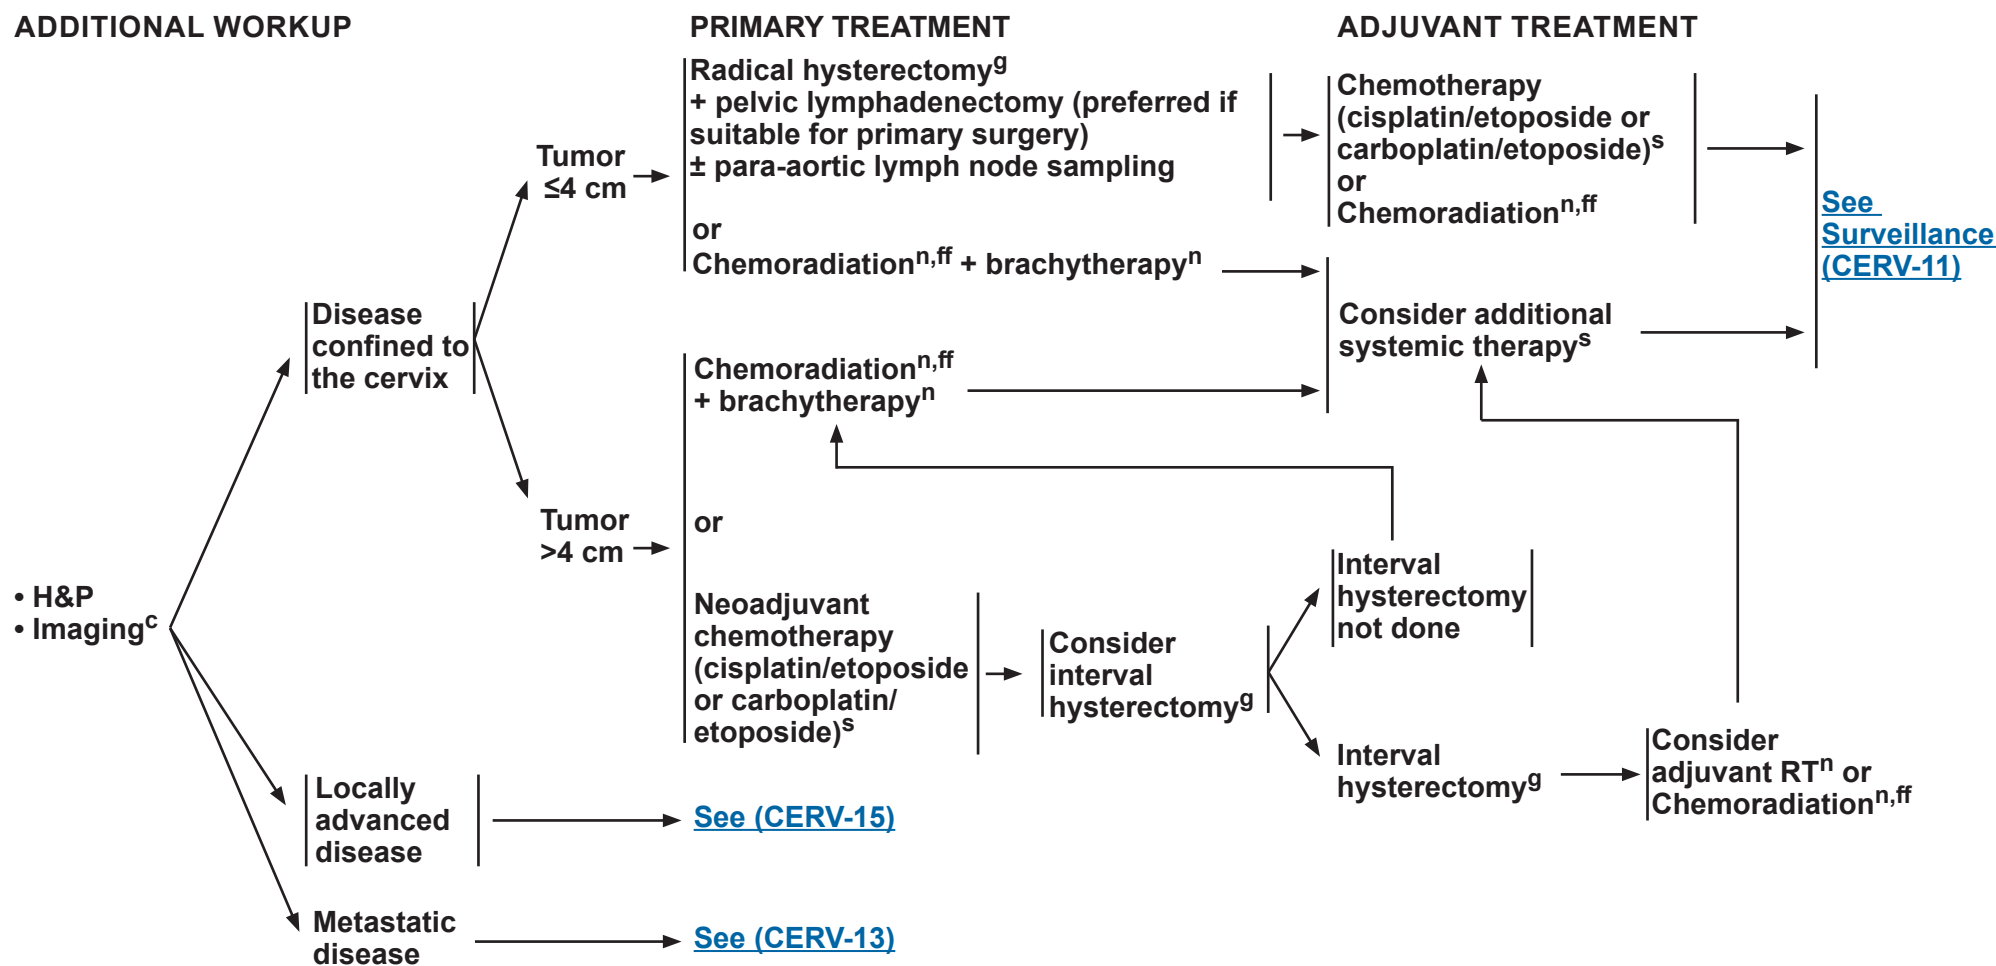 ADDITIONAL WORKUP
PRIMARY TREATMENT
ADJUVANT TREATMENT
• H&P
• Imagingc
Disease
confined to
the cervix
Tumor
≤4 cm
Radical hysterectomyg
+ pelvic lymphadenectomy (preferred if
suitable for primary surgery)
± para-aortic lymph node sampling
or
Chemoradiationn,ff + brachytherapyn
Chemotherapy
(cisplatin/etoposide or
carboplatin/etoposide)s
or
Chemoradiationn,ff
See
Surveillance
(CERV-11)
Consider additional
systemic therapys
Tumor
>4 cm
Chemoradiationn,ff
+ brachytherapyn
or
Neoadjuvant
chemotherapy
(cisplatin/etoposide
or carboplatin/
etoposide)s
Consider
interval
hysterectomyg
Interval
hysterectomy
not done
Interval
hysterectomyg
Consider
adjuvant RTn or
Chemoradiationn,ff
Locally
advanced
disease
See (CERV-15)
Metastatic
disease
See (CERV-13)